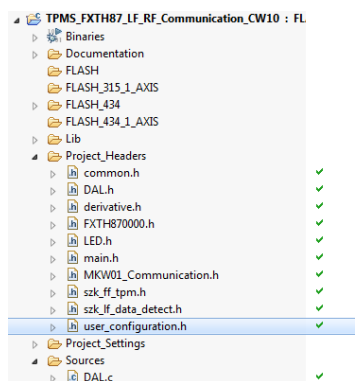 TPMS_FXTH87_LF_RF_Communication_CW10 : FL
Binaries
Documentation
FLASH
FLASH_315_1_AXIS
FLASH_434
FLASH_434_1_AXIS
Lib
Project_Headers
common.h
DAL.h
derivative.h
FXTH870000.h
LED.h
main.h
MKW01_Communication.h
szk_ff_tpm.h
szk_lf_data_detect.h
user_configuration.h
Project_Settings
Sources
DAL.c